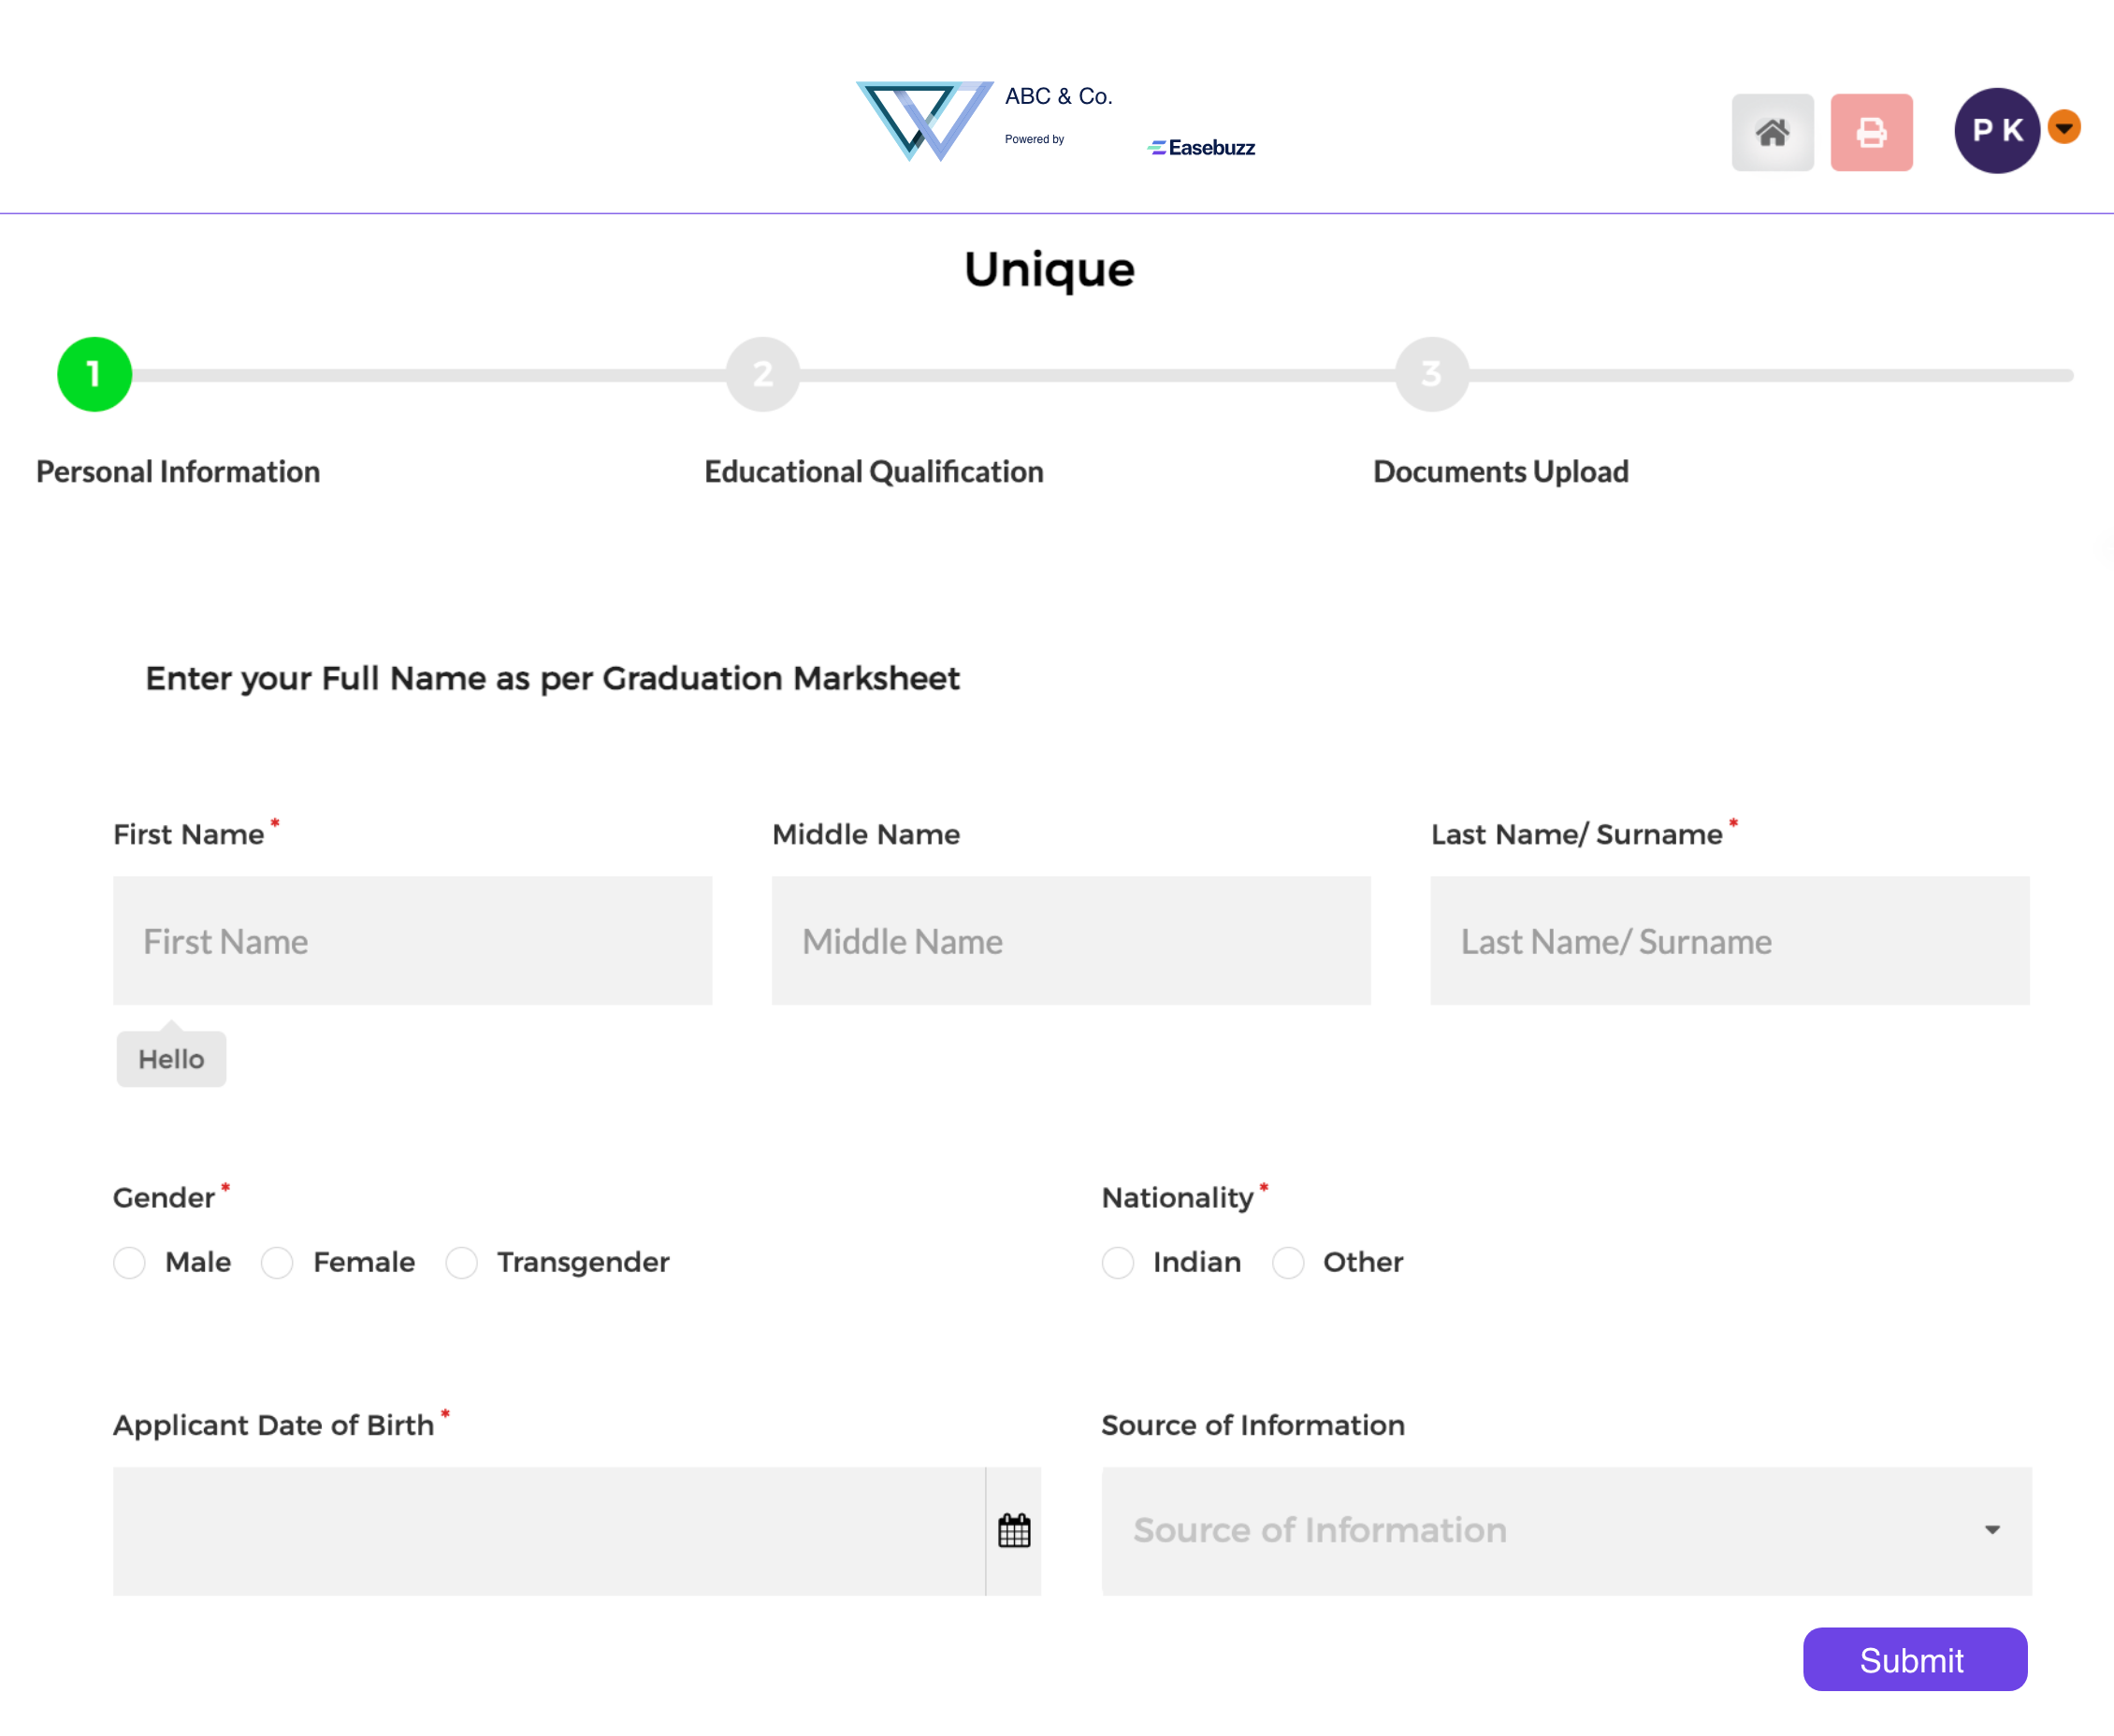 ABC & Co.
Powered by
Easebuzz
P K
Unique
1 2 3
Personal Information Educational Qualification Documents Upload
Enter your Full Name as per Graduation Marksheet
First Name* Middle Name Last Name/ Surname*
First Name Middle Name Last Name/ Surname
Hello
Gender* Nationality*
Male Female Transgender Indian Other
Applicant Date of Birth* Source of Information
Source of Information
Submit